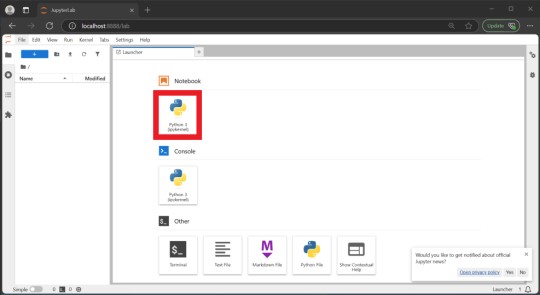 JupyterLab
localhost:8888/lab
Update
File Edit View Run Kernel Tabs Settings Help
Launcher
/
Name Modified
Notebook
Python 3
(ipykernel)
Console
Python 3
(ipykernel)
Other
Terminal
Text File
Markdown File
Python File
Show Contextual
Help
Would you like to get notified about official
Jupyter news?
Open privacy policy Yes No
Simple 0 0
Launcher 1